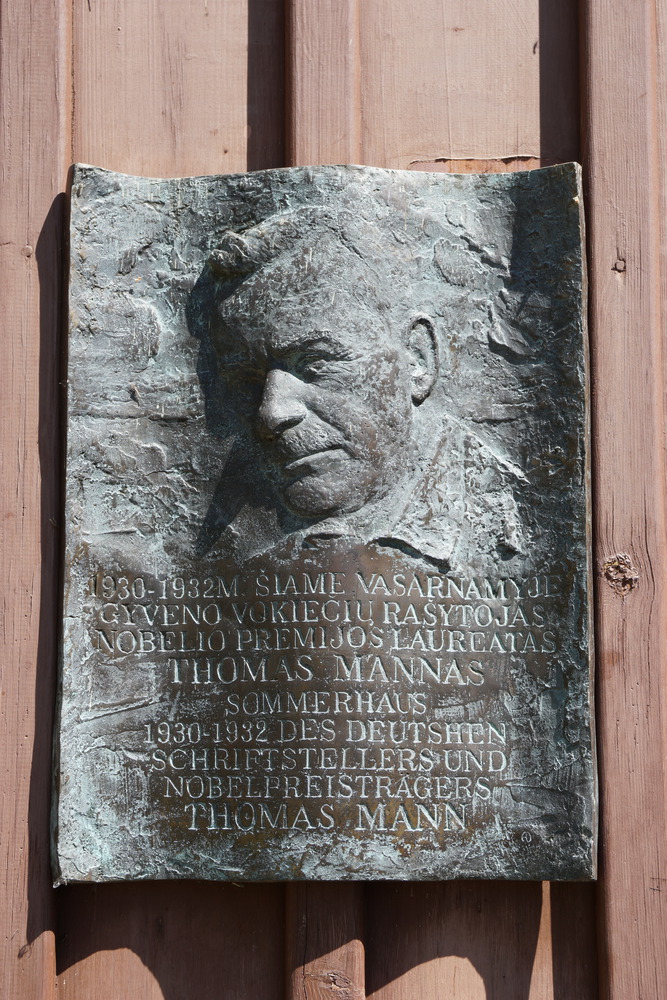 1930-1932M. ŠIAME VASARNAMYJE
GYVENO VOKIEČIŲ RAŠYTOJAS
NOBELIO PREMIJOS LAUREATAS
THOMAS MANNAS
SOMMERHAUS
1930-1932 DES DEUTSHEN
SCHRIFTSTELLERS UND
NOBELPREISTRÄGERS
THOMAS MANN